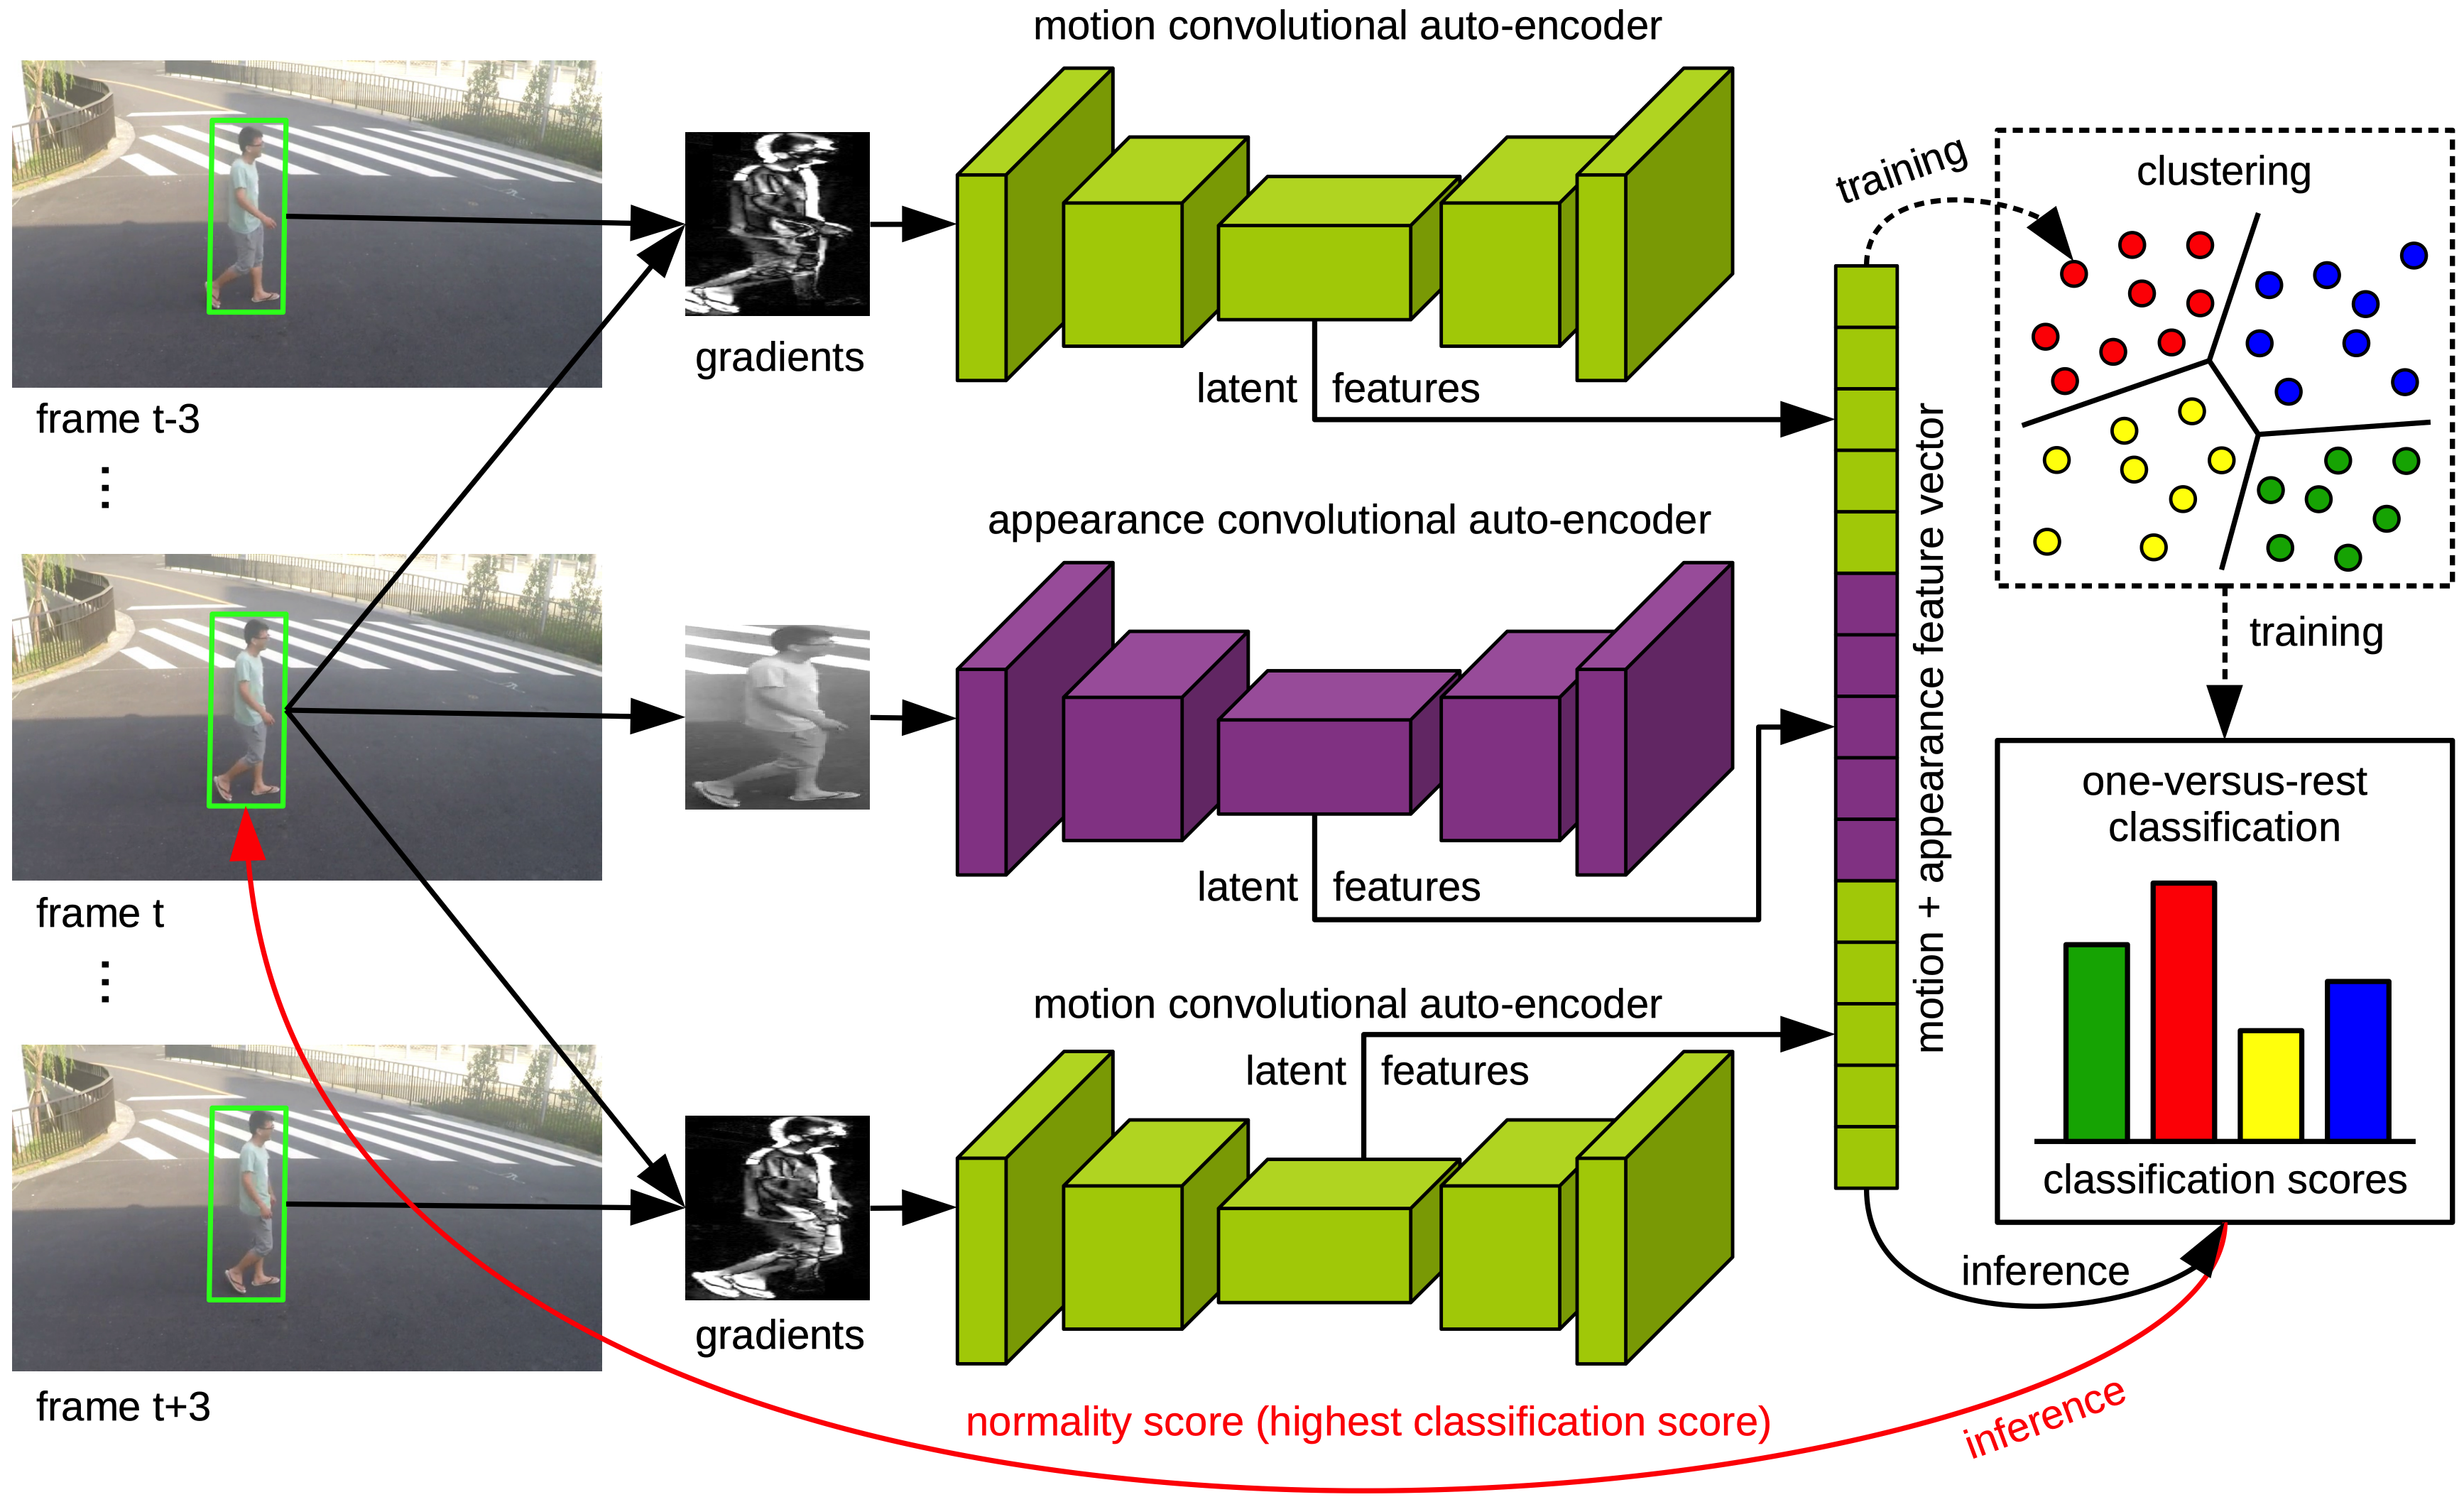 motion convolutional auto-encoder
frame t-3
gradients
latent features
training
clustering
appearance convolutional auto-encoder
frame t
latent features
motion + appearance feature vector
training
one-versus-rest
classification
classification scores
motion convolutional auto-encoder
latent features
frame t+3
gradients
inference
normality score (highest classification score)
inference